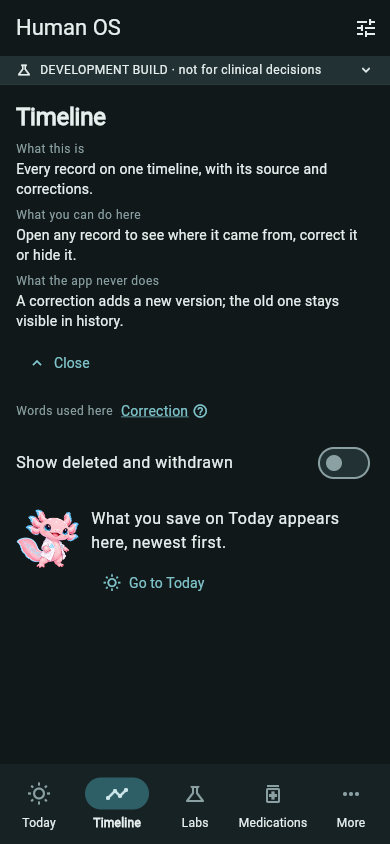 Human OS
DEVELOPMENT BUILD · not for clinical decisions
Timeline
What this is
Every record on one timeline, with its source and
corrections.
What you can do here
Open any record to see where it came from, correct it
or hide it.
What the app never does
A correction adds a new version; the old one stays
visible in history.
Close
Words used here Correction
Show deleted and withdrawn
What you save on Today appears
here, newest first.
Go to Today
Today Timeline Labs Medications More